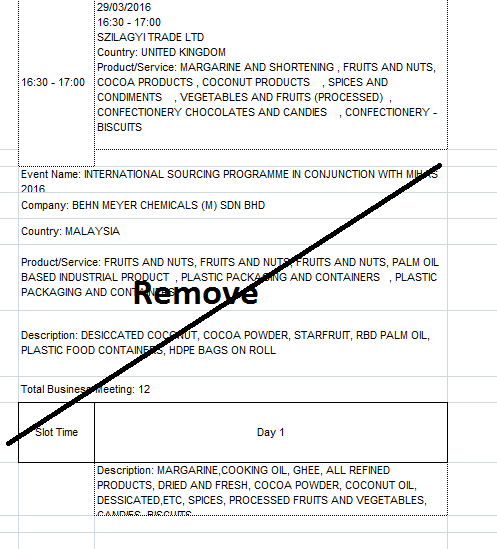 29/03/2016
16:30 - 17:00
SZILAGYI TRADE LTD
Country: UNITED KINGDOM
Product/Service: MARGARINE AND SHORTENING , FRUITS AND NUTS,
16:30 - 17:00 COCOA PRODUCTS , COCONUT PRODUCTS , SPICES AND
CONDIMENTS , VEGETABLES AND FRUITS (PROCESSED) ,
CONFECTIONERY CHOCOLATES AND CANDIES , CONFECTIONERY -
BISCUITS
Event Name: INTERNATIONAL SOURCING PROGRAMME IN CONJUNCTION WITH MIHAS
2016
Company: BEHN MEYER CHEMICALS (M) SDN BHD
Country: MALAYSIA
Product/Service: FRUITS AND NUTS, FRUITS AND NUTS, FRUITS AND NUTS, PALM OIL
BASED INDUSTRIAL PRODUCT , PLASTIC PACKAGING AND CONTAINERS , PLASTIC
PACKAGING AND CONTAINERS
Remove
Description: DESICCATED COCONUT, COCOA POWDER, STARFRUIT, RBD PALM OIL,
PLASTIC FOOD CONTAINERS, HDPE BAGS ON ROLL
Total Business Meeting: 12
Slot Time Day 1
Description: MARGARINE,COOKING OIL, GHEE, ALL REFINED
PRODUCTS, DRIED AND FRESH, COCOA POWDER, COCONUT OIL,
DESSICATED,ETC, SPICES, PROCESSED FRUITS AND VEGETABLES,
CANDIES, BISCUITS